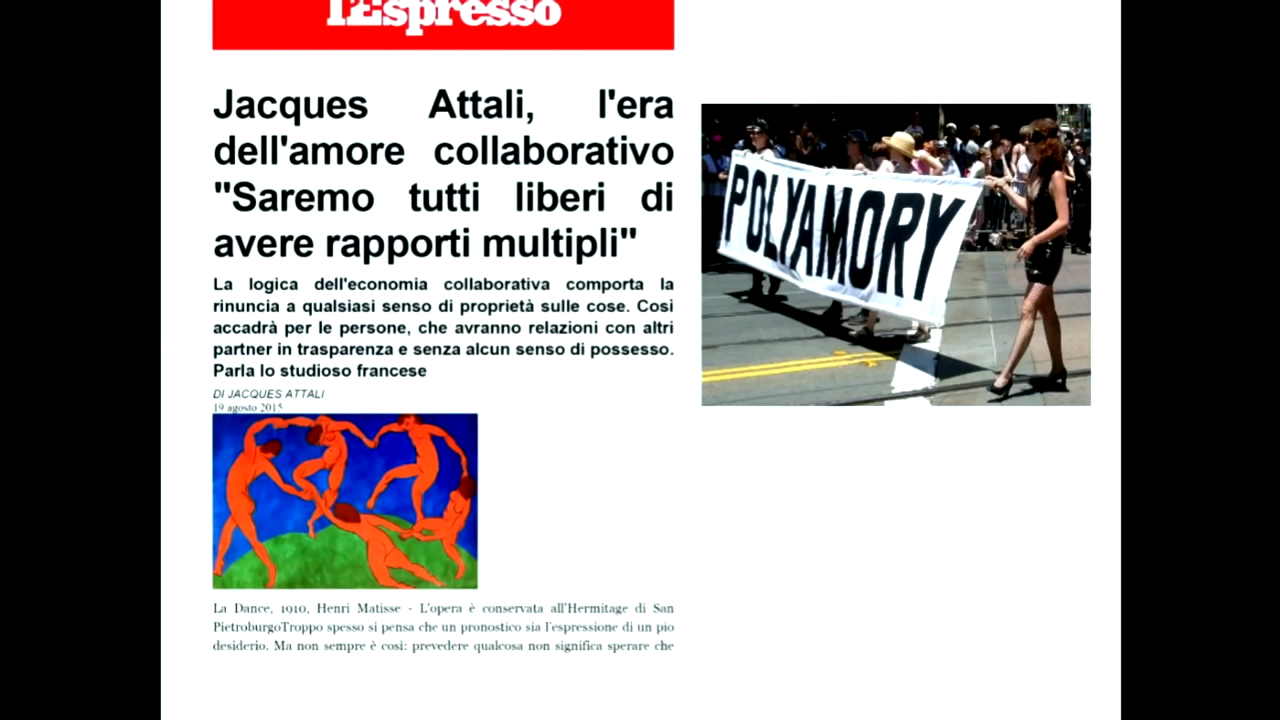 l'Espresso
Jacques Attali, l'era
dell'amore collaborativo
"Saremo tutti liberi di
avere rapporti multipli"
La logica dell'economia collaborativa comporta la
rinuncia a qualsiasi senso di proprietà sulle cose. Così
accadrà per le persone, che avranno relazioni con altri
partner in trasparenza e senza alcun senso di possesso.
Parla lo studioso francese
DI JACQUES ATTALI
19 agosto 2015
La Dance, 1910, Henri Matisse - L'opera è conservata all'Hermitage di San
PietroburgoTroppo spesso si pensa che un pronostico sia l'espressione di un pio
desiderio. Ma non sempre è così: prevedere qualcosa non significa sperare che
POLYAMORY